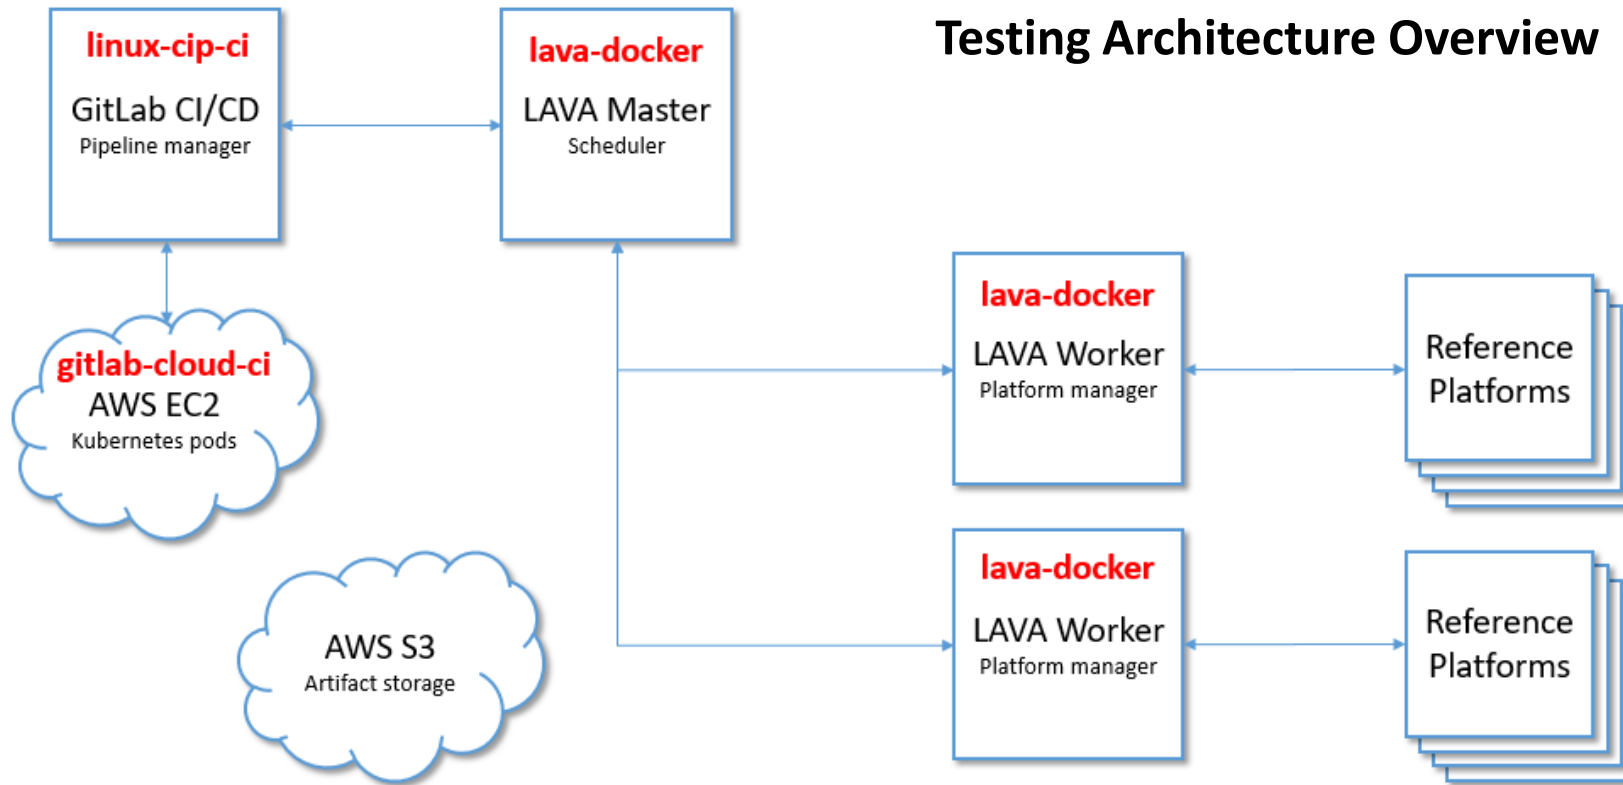 Testing Architecture Overview
linux-cip-ci
GitLab CI/CD
Pipeline manager
lava-docker
LAVA Master
Scheduler
gitlab-cloud-ci
AWS EC2
Kubernetes pods
lava-docker
LAVA Worker
Platform manager
Reference
Platforms
AWS S3
Artifact storage
lava-docker
LAVA Worker
Platform manager
Reference
Platforms